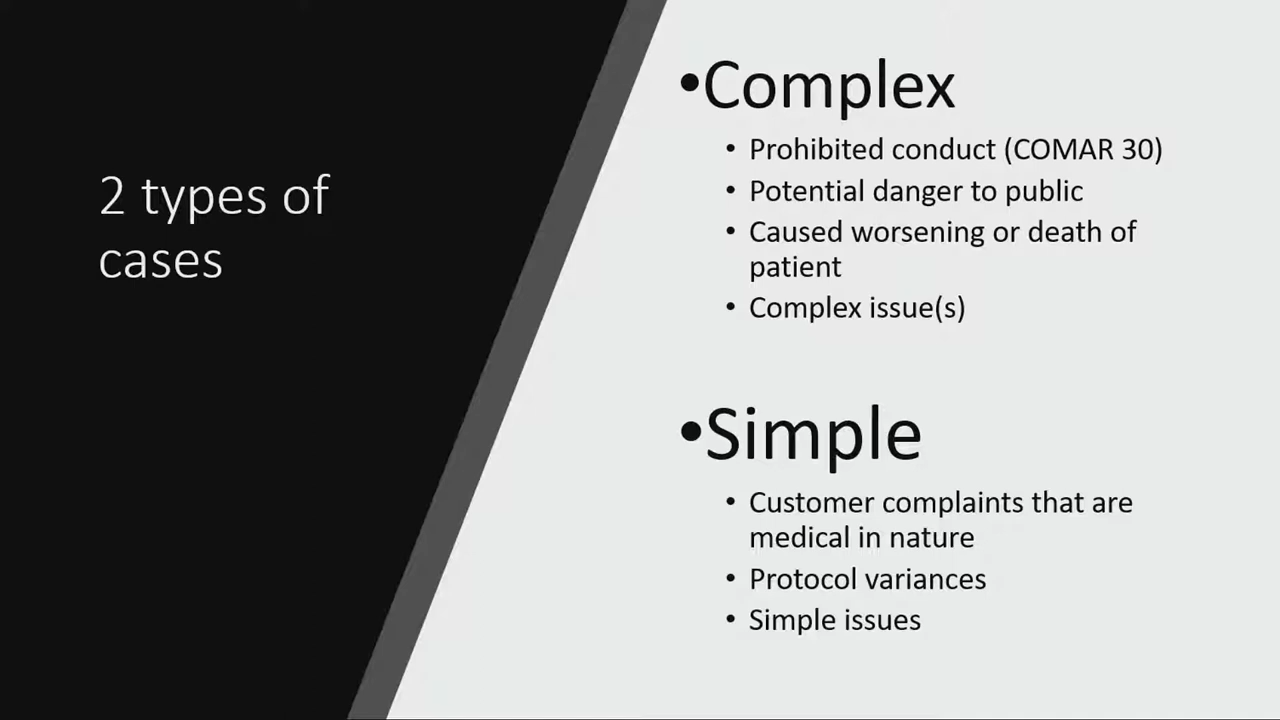 2 types of
cases
•Complex
• Prohibited conduct (COMAR 30)
• Potential danger to public
• Caused worsening or death of
patient
• Complex issue(s)
•Simple
• Customer complaints that are
medical in nature
• Protocol variances
• Simple issues